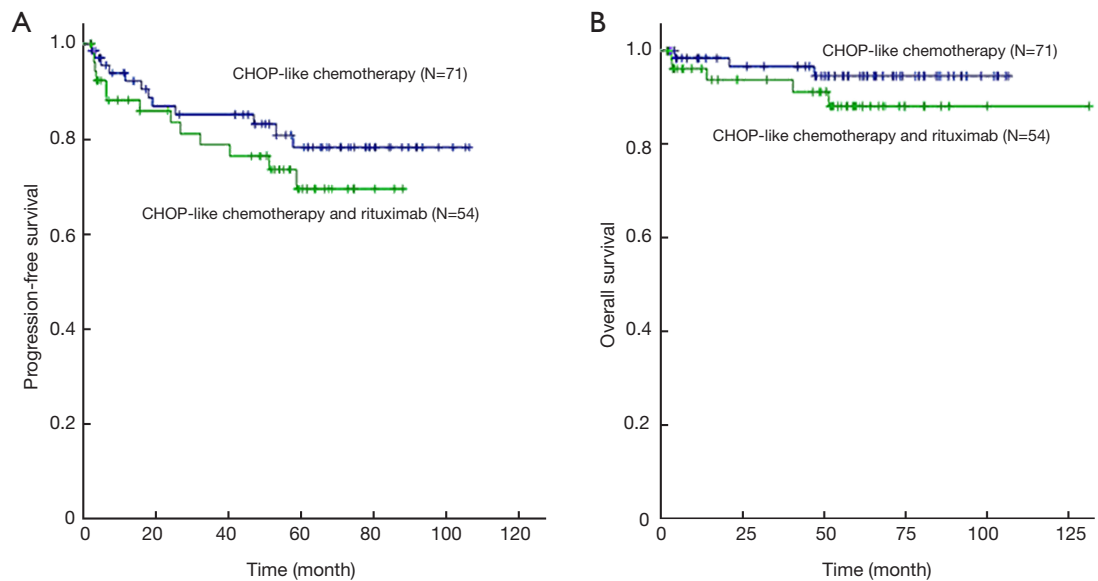 A
Progression-free survival
1.0
0.8
0.6
0.4
0.2
0
CHOP-like chemotherapy (N=71)
CHOP-like chemotherapy and rituximab (N=54)
0 20 40 60 80 100 120
Time (month)
B
Overall survival
1.0
0.8
0.6
0.4
0.2
0
CHOP-like chemotherapy (N=71)
CHOP-like chemotherapy and rituximab (N=54)
0 25 50 75 100 125
Time (month)